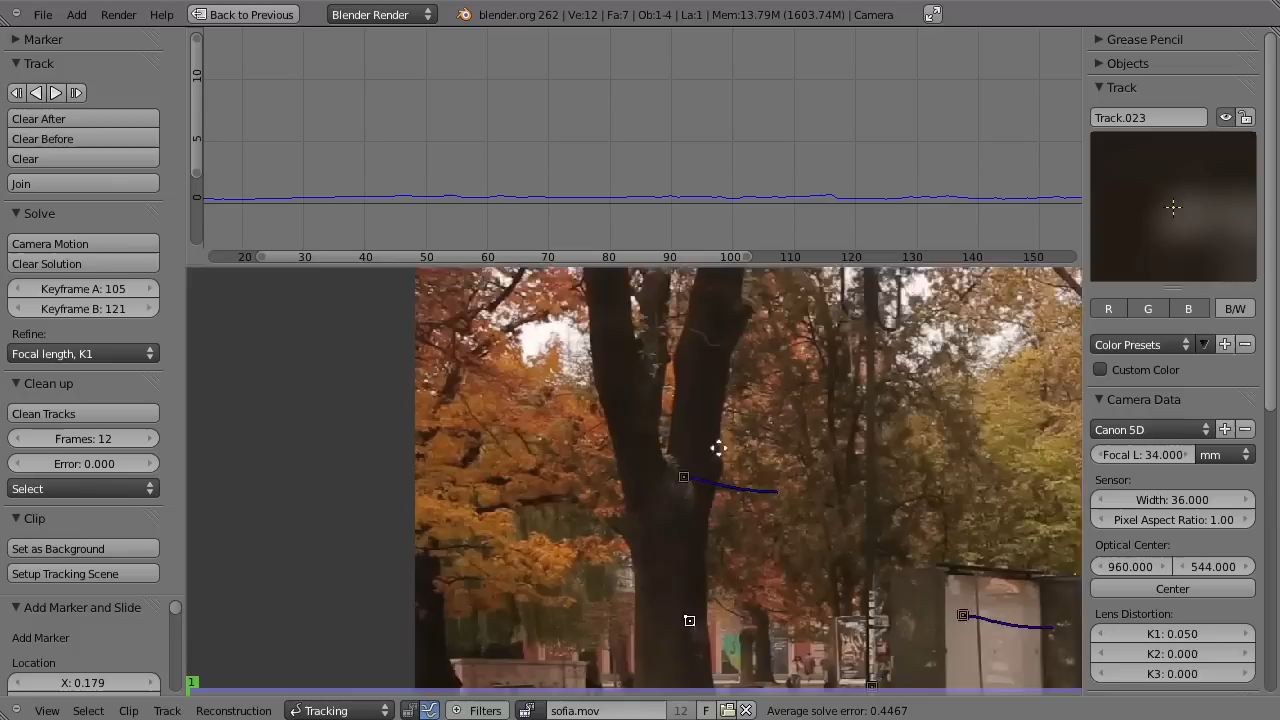 File Add Render Help Back to Previous Blender Render blender.org 262 | Ve:12 | Fa:7 | Ob:1-4 | La:1 | Mem:13.79M (1603.74M) | Camera
Marker
Track
Clear After
Clear Before
Clear
Join
Solve
Camera Motion
Clear Solution
Keyframe A: 105
Keyframe B: 121
Refine:
Focal length, K1
Clean up
Clean Tracks
Frames: 12
Error: 0.000
Select
Clip
Set as Background
Setup Tracking Scene
Add Marker and Slide
Add Marker
Location
X: 0.179
10
5
0
20 30 40 50 60 70 80 90 100 110 120 130 140 150
1
Grease Pencil
Objects
Track
Track.023
R G B B/W
Color Presets
Custom Color
Camera Data
Canon 5D
Focal L: 34.000 mm
Sensor:
Width: 36.000
Pixel Aspect Ratio: 1.00
Optical Center:
960.000 544.000
Center
Lens Distortion:
K1: 0.050
K2: 0.000
K3: 0.000
View Select Clip Track Reconstruction Tracking Filters sofia.mov 12 F Average solve error: 0.4467